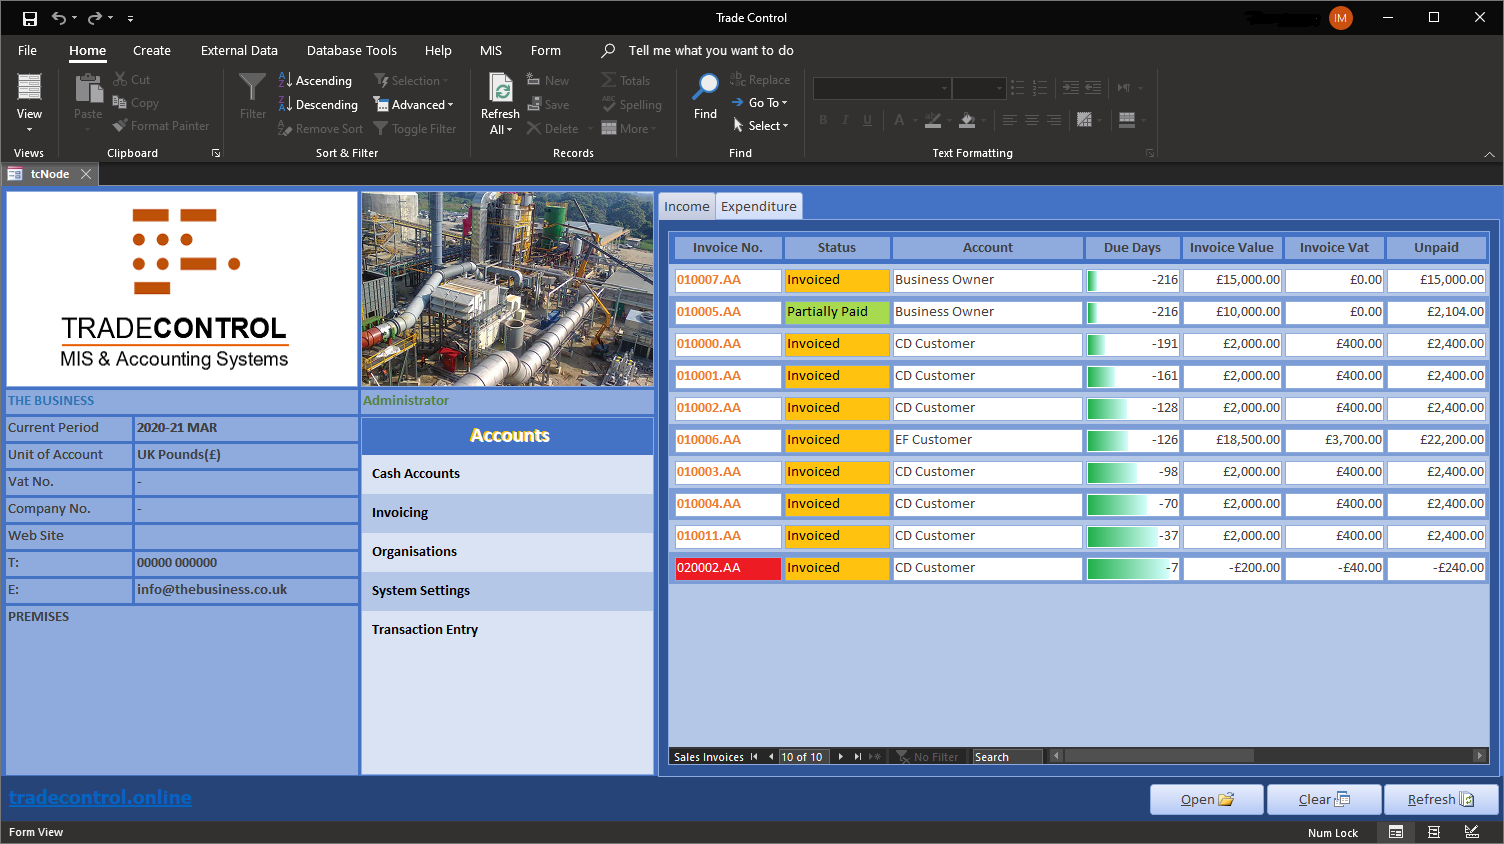 Trade Control
IM
File Home Create External Data Database Tools Help MIS Form Tell me what you want to do
View
Views
Paste
Cut
Copy
Format Painter
Clipboard
Filter
Ascending
Descending
Remove Sort
Selection
Advanced
Toggle Filter
Sort & Filter
Refresh
All
New
Save
Delete
Totals
Spelling
More
Records
Find
Replace
Go To
Select
Find
B I U A
Text Formatting
tcNode
TRADECONTROL
MIS & Accounting Systems
THE BUSINESS
Current Period 2020-21 MAR
Unit of Account UK Pounds(£)
Vat No. -
Company No. -
Web Site
T: 00000 000000
E: info@thebusiness.co.uk
PREMISES
Administrator
Accounts
Cash Accounts
Invoicing
Organisations
System Settings
Transaction Entry
Income Expenditure
Invoice No. Status Account Due Days Invoice Value Invoice Vat Unpaid
010007.AA Invoiced Business Owner -216 £15,000.00 £0.00 £15,000.00
010005.AA Partially Paid Business Owner -216 £10,000.00 £0.00 £2,104.00
010000.AA Invoiced CD Customer -191 £2,000.00 £400.00 £2,400.00
010001.AA Invoiced CD Customer -161 £2,000.00 £400.00 £2,400.00
010002.AA Invoiced CD Customer -128 £2,000.00 £400.00 £2,400.00
010006.AA Invoiced EF Customer -126 £18,500.00 £3,700.00 £22,200.00
010003.AA Invoiced CD Customer -98 £2,000.00 £400.00 £2,400.00
010004.AA Invoiced CD Customer -70 £2,000.00 £400.00 £2,400.00
010011.AA Invoiced CD Customer -37 £2,000.00 £400.00 £2,400.00
020002.AA Invoiced CD Customer -7 -£200.00 -£40.00 -£240.00
Sales Invoices 10 of 10 No Filter Search
tradecontrol.online
Open Clear Refresh
Form View
Num Lock